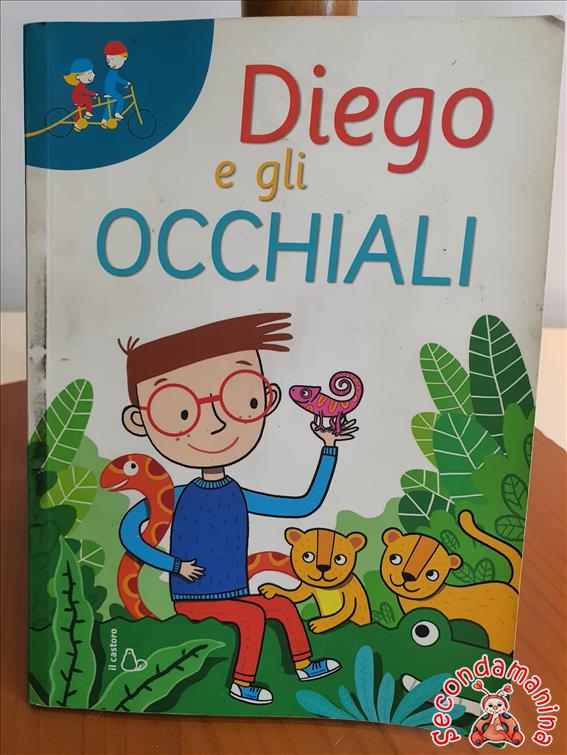 Diego
e gli
OCCHIALI
il castoro
Secondamanina